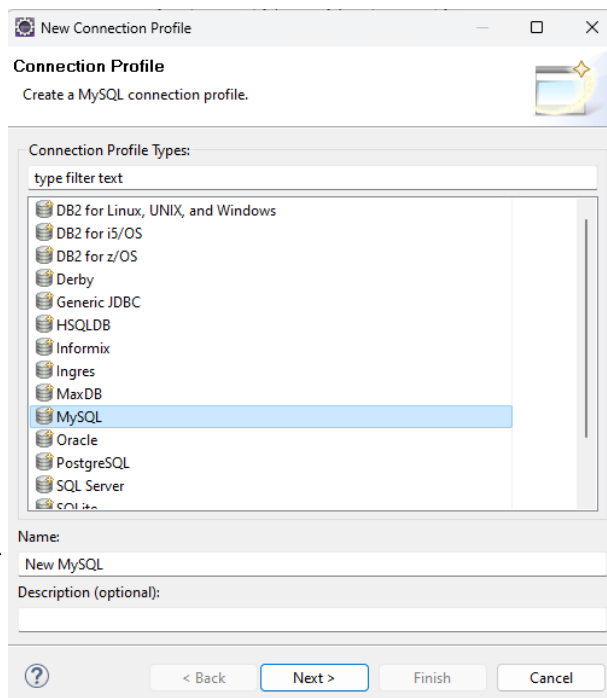 New Connection Profile
Connection Profile
Create a MySQL connection profile.
Connection Profile Types:
type filter text
DB2 for Linux, UNIX, and Windows
DB2 for i5/OS
DB2 for z/OS
Derby
Generic JDBC
HSQLDB
Informix
Ingres
MaxDB
MySQL
Oracle
PostgreSQL
SQL Server
SQLite
Name:
New MySQL
Description (optional):
? < Back Next > Finish Cancel